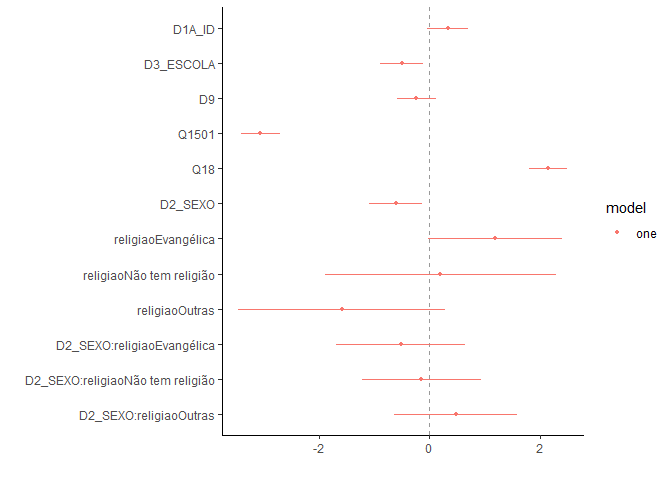 D1A_ID
D3_ESCOLA
D9
Q1501
Q18
D2_SEXO
religiaoEvangélica
religiaoNão tem religião
religiaoOutras
D2_SEXO:religiaoEvangélica
D2_SEXO:religiaoNão tem religião
D2_SEXO:religiaoOutras
-2 0 2
model
one